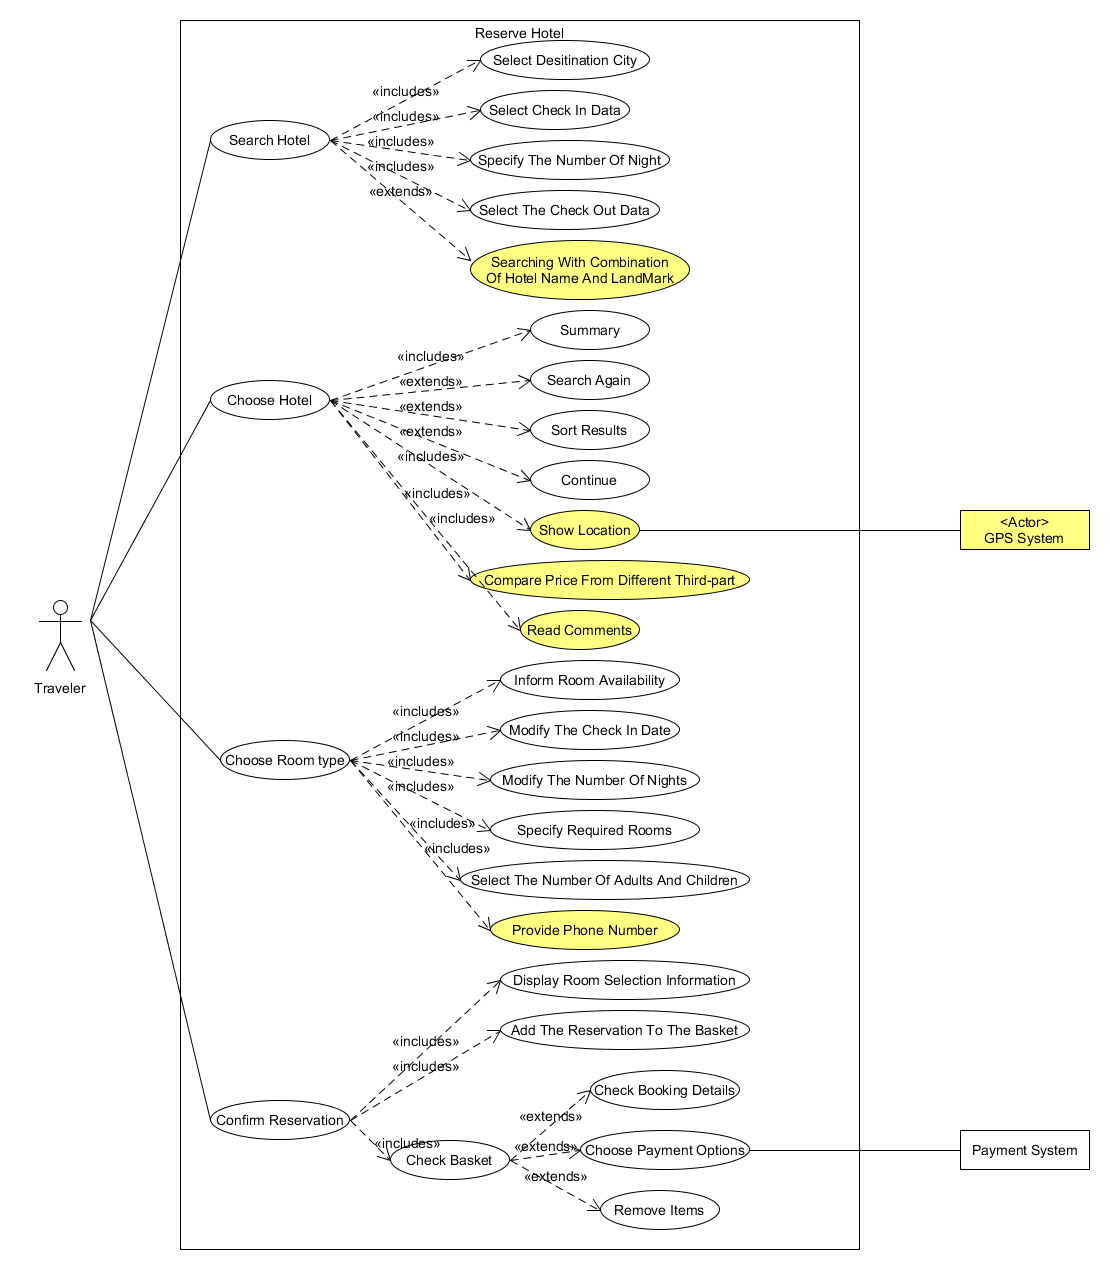 Reserve Hotel
Select Desitination City
«includes»
Select Check In Data
«includes»
Search Hotel
«includes»
Specify The Number Of Night
«includes»
«extends»
Select The Check Out Data
Searching With Combination
Of Hotel Name And LandMark
Summary
«includes»
Search Again
«extends»
Choose Hotel
«extends»
Sort Results
«extends»
«includes»
Continue
«includes»
«includes»
Show Location
<Actor>
GPS System
Compare Price From Different Third-part
Read Comments
Traveler
Inform Room Availability
«includes»
Modify The Check In Date
«includes»
Choose Room type
«includes»
Modify The Number Of Nights
«includes»
«includes»
Specify Required Rooms
«includes»
Select The Number Of Adults And Children
Provide Phone Number
Display Room Selection Information
Add The Reservation To The Basket
«includes»
«includes»
Check Booking Details
Confirm Reservation
«extends»
«includes»
«extends»
Choose Payment Options
Payment System
Check Basket
«extends»
Remove Items